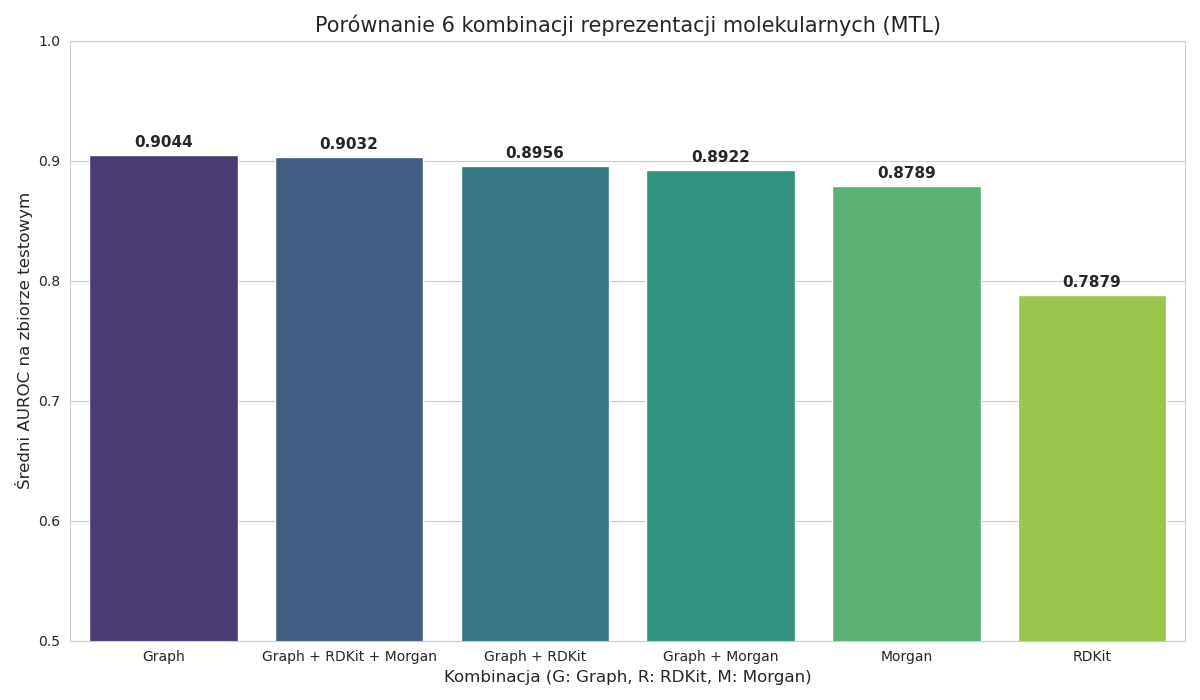 Porównanie 6 kombinacji reprezentacji molekularnych (MTL)
Średni AUROC na zbiorze testowym
1.0
0.9
0.8
0.7
0.6
0.5
0.9044
0.9032
0.8956
0.8922
0.8789
0.7879
Graph
Graph + RDKit + Morgan
Graph + RDKit
Graph + Morgan
Morgan
RDKit
Kombinacja (G: Graph, R: RDKit, M: Morgan)